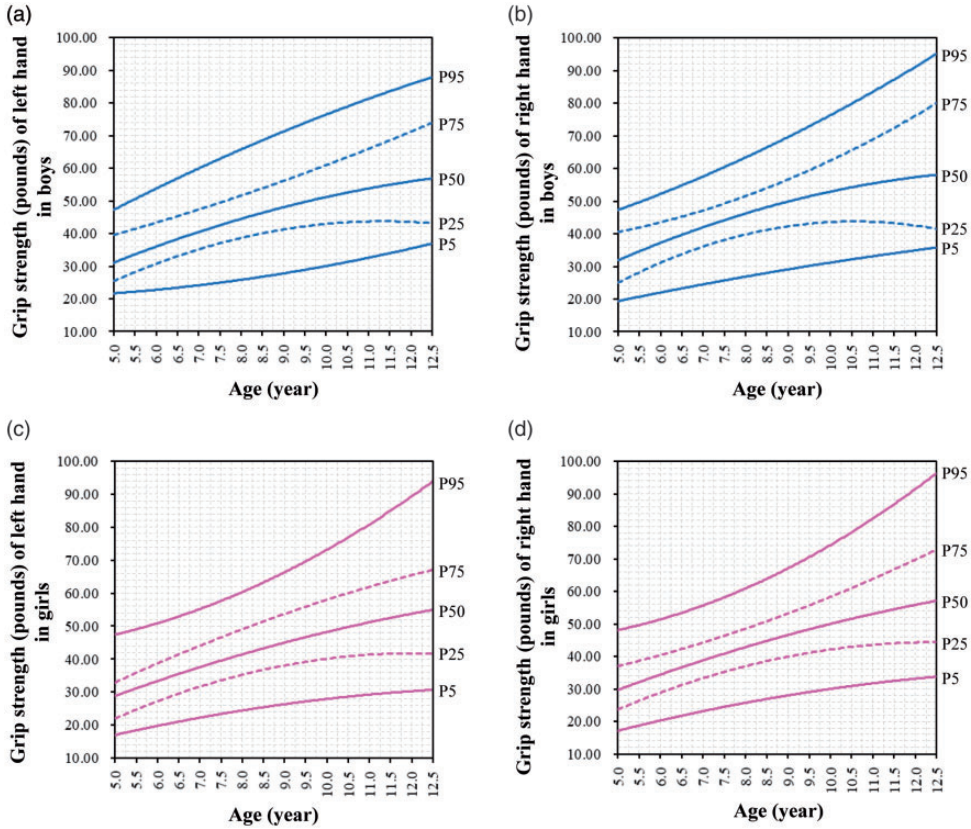 (a)
Grip strength (pounds) of left hand
in boys
100.00
90.00
80.00
70.00
60.00
50.00
40.00
30.00
20.00
10.00
P95
P75
P50
P25
P5
5.0
5.5
6.0
6.5
7.0
7.5
8.0
8.5
9.0
9.5
10.0
10.5
11.0
11.5
12.0
12.5
Age (year)
(b)
Grip strength (pounds) of right hand
in boys
100.00
90.00
80.00
70.00
60.00
50.00
40.00
30.00
20.00
10.00
P95
P75
P50
P25
P5
5.0
5.5
6.0
6.5
7.0
7.5
8.0
8.5
9.0
9.5
10.0
10.5
11.0
11.5
12.0
12.5
Age (year)
(c)
Grip strength (pounds) of left hand
in girls
100.00
90.00
80.00
70.00
60.00
50.00
40.00
30.00
20.00
10.00
P95
P75
P50
P25
P5
5.0
5.5
6.0
6.5
7.0
7.5
8.0
8.5
9.0
9.5
10.0
10.5
11.0
11.5
12.0
12.5
Age (year)
(d)
Grip strength (pounds) of right hand
in girls
100.00
90.00
80.00
70.00
60.00
50.00
40.00
30.00
20.00
10.00
P95
P75
P50
P25
P5
5.0
5.5
6.0
6.5
7.0
7.5
8.0
8.5
9.0
9.5
10.0
10.5
11.0
11.5
12.0
12.5
Age (year)